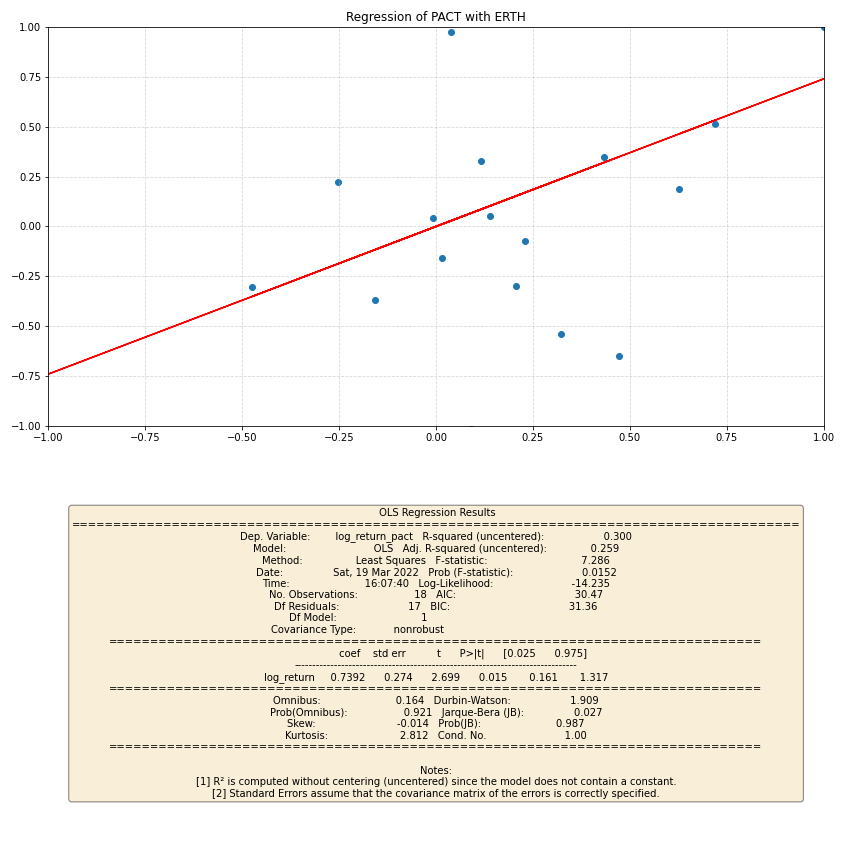 Regression of PACT with ERTH
1.00
0.75
0.50
0.25
0.00
−0.25
−0.50
−0.75
−1.00
−1.00 −0.75 −0.50 −0.25 0.00 0.25 0.50 0.75 1.00
OLS Regression Results
==============================================================================
Dep. Variable: log_return_pact R-squared (uncentered): 0.300
Model: OLS Adj. R-squared (uncentered): 0.259
Method: Least Squares F-statistic: 7.286
Date: Sat, 19 Mar 2022 Prob (F-statistic): 0.0152
Time: 16:07:40 Log-Likelihood: -14.235
No. Observations: 18 AIC: 30.47
Df Residuals: 17 BIC: 31.36
Df Model: 1
Covariance Type: nonrobust
==============================================================================
coef std err t P>|t| [0.025 0.975]
------------------------------------------------------------------------------
log_return 0.7392 0.274 2.699 0.015 0.161 1.317
==============================================================================
Omnibus: 0.164 Durbin-Watson: 1.909
Prob(Omnibus): 0.921 Jarque-Bera (JB): 0.027
Skew: -0.014 Prob(JB): 0.987
Kurtosis: 2.812 Cond. No. 1.00
==============================================================================
Notes:
[1] R² is computed without centering (uncentered) since the model does not contain a constant.
[2] Standard Errors assume that the covariance matrix of the errors is correctly specified.